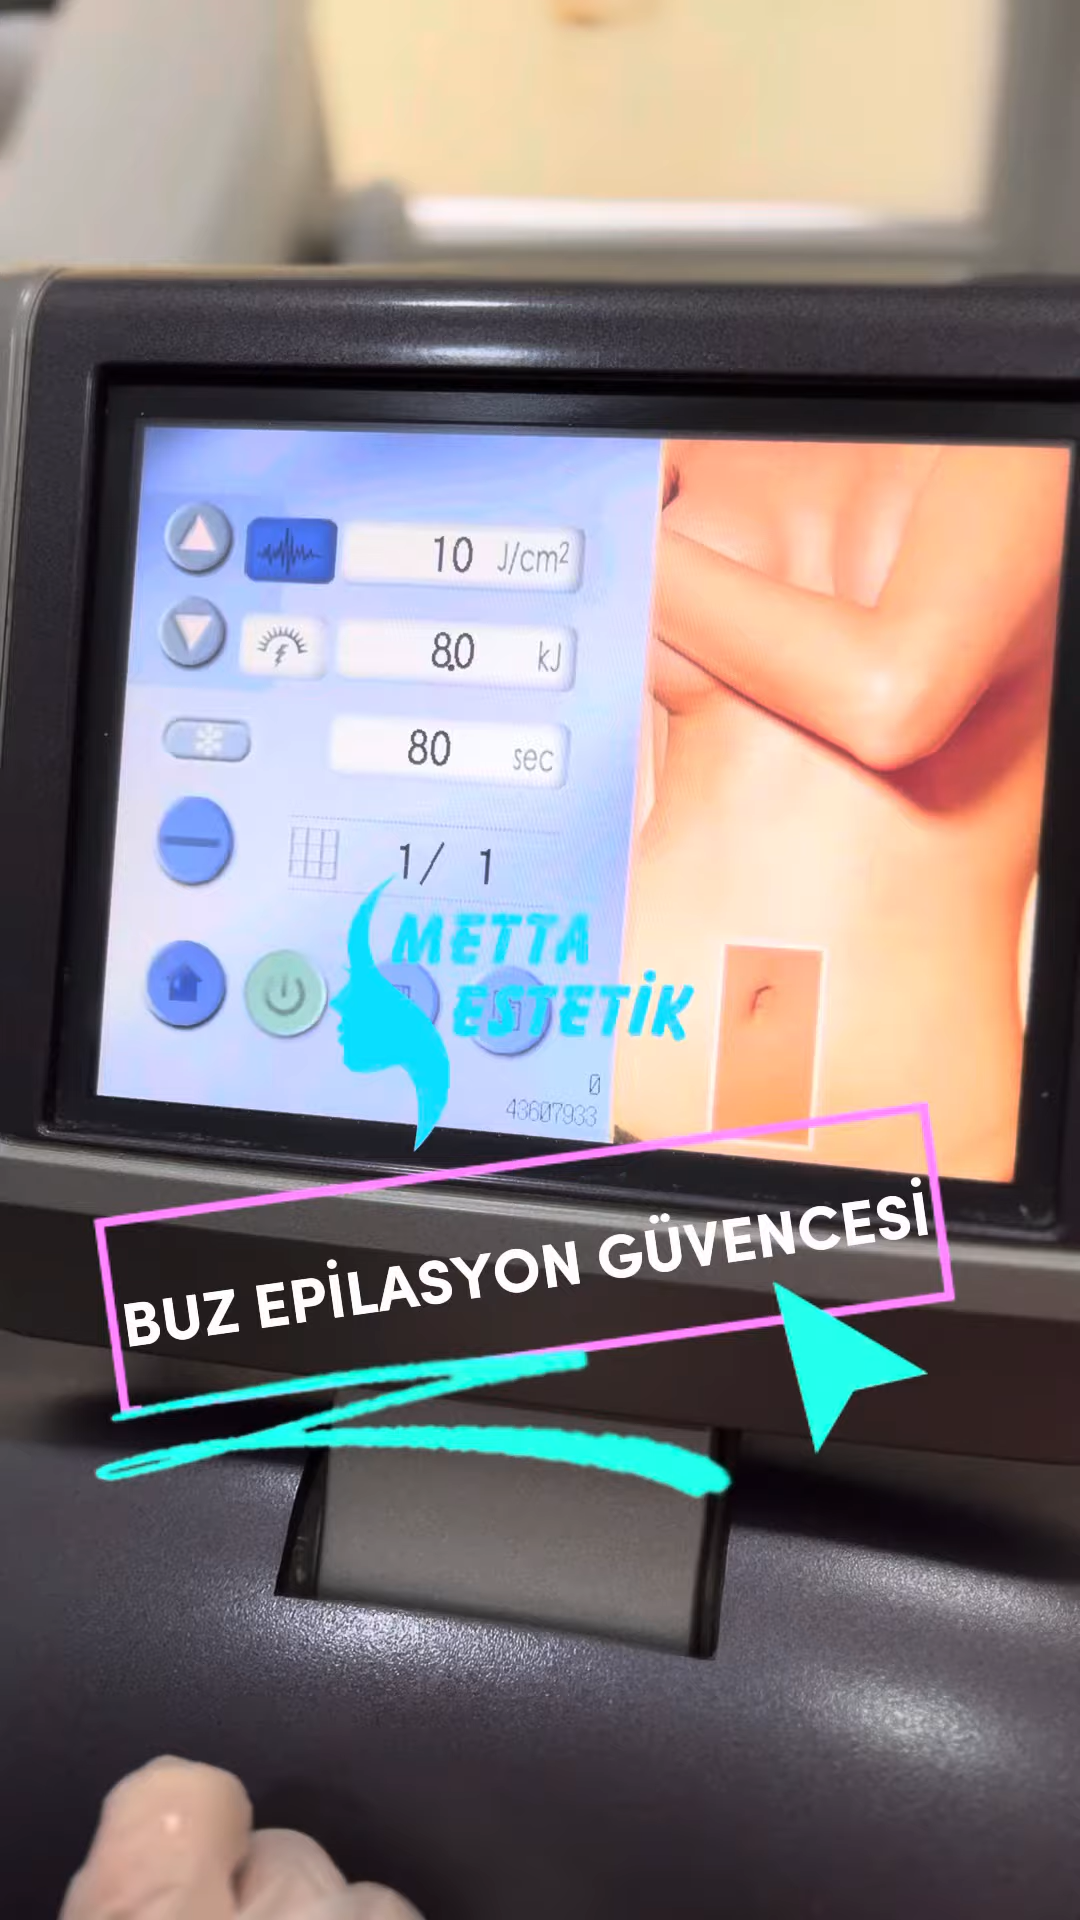 10 J/cm²
8.0 kJ
80 sec
1/ 1
METTA
ESTETİK
0
43607933
BUZ EPİLASYON GÜVENCESİ